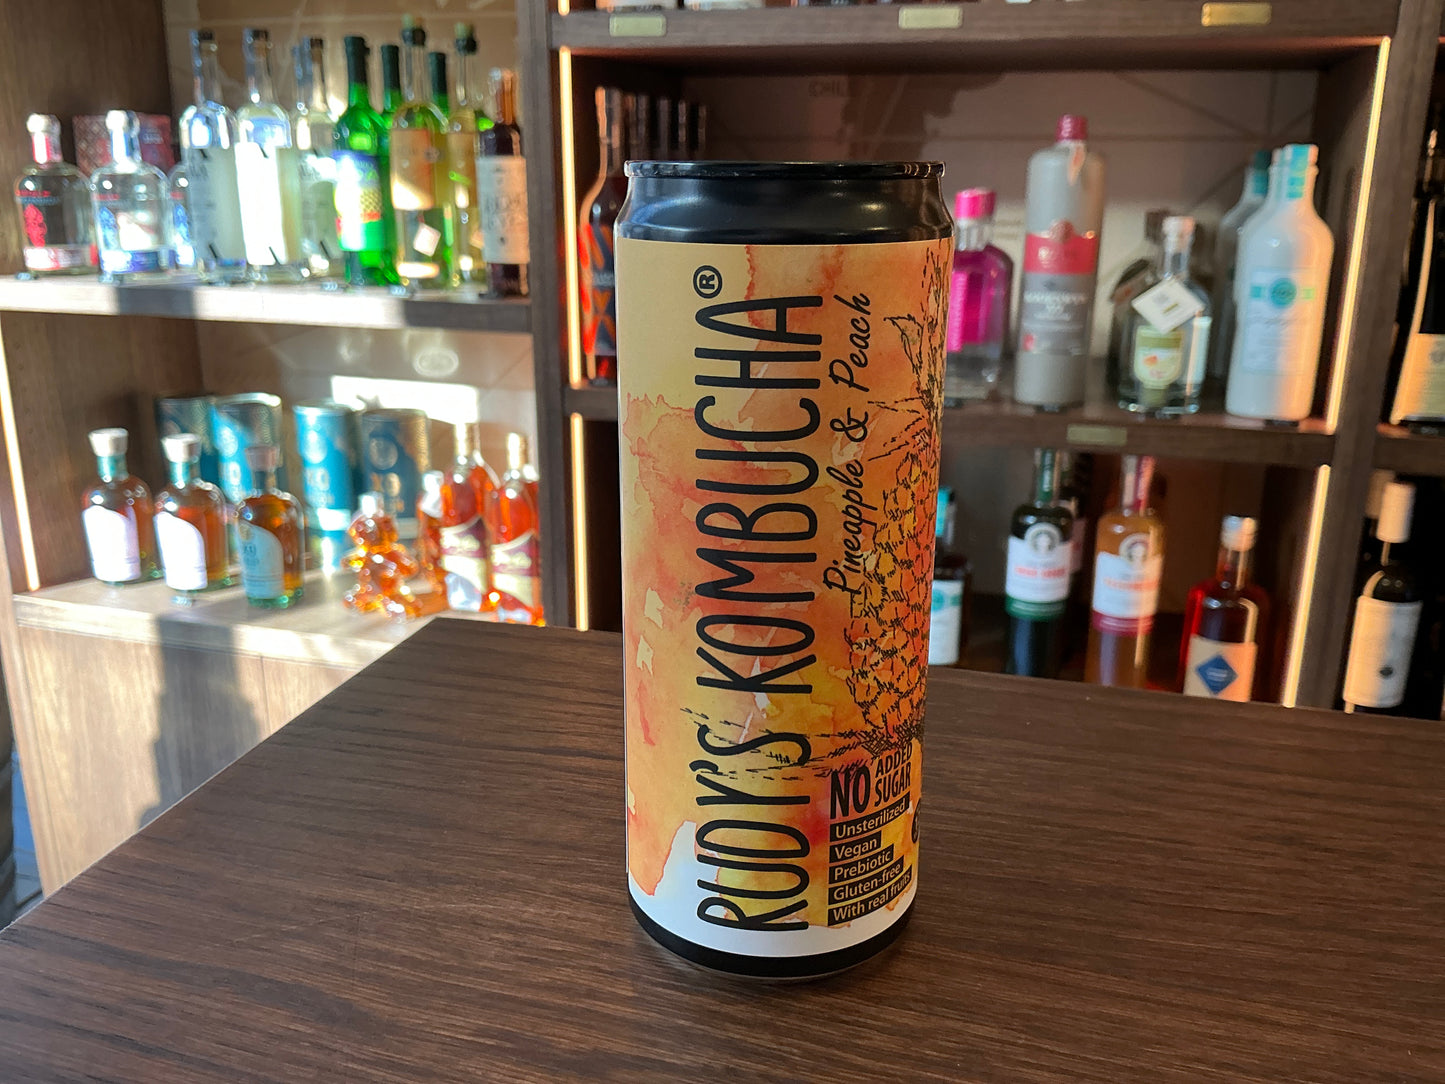 RUDY'S KOMBUCHA®
Pineapple & Peach
NO ADDED SUGAR
Unsterilized
Vegan
Prebiotic
Gluten-free
With real fruits